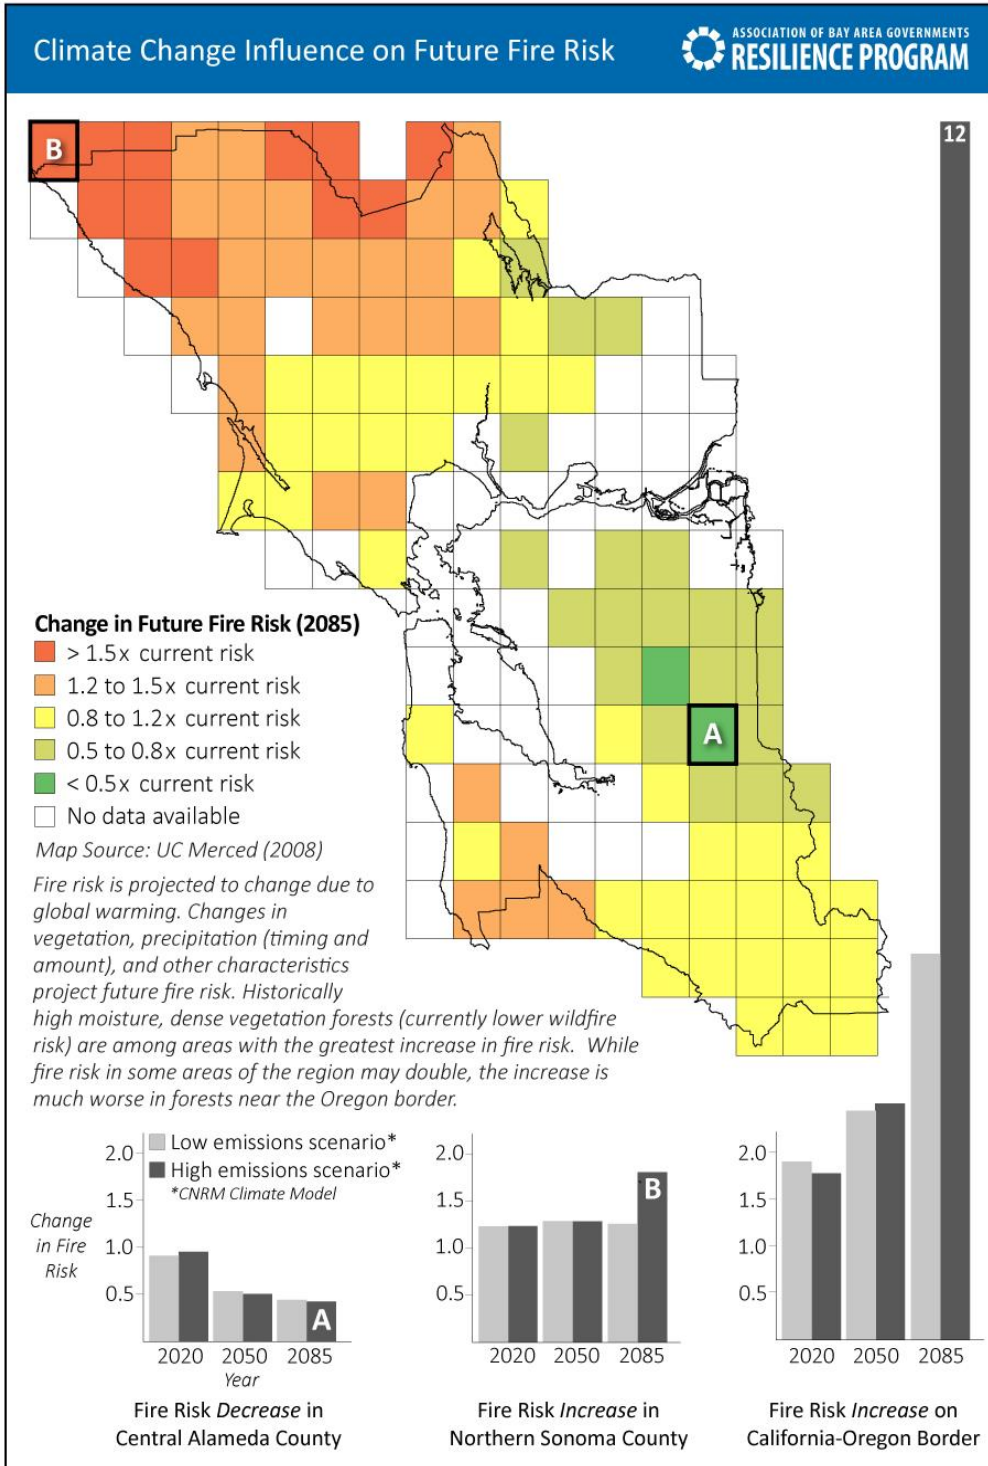 Climate Change Influence on Future Fire Risk
ASSOCIATION OF BAY AREA GOVERNMENTS
RESILIENCE PROGRAM
B
12
A
Change in Future Fire Risk (2085)
> 1.5x current risk
1.2 to 1.5x current risk
0.8 to 1.2x current risk
0.5 to 0.8x current risk
< 0.5x current risk
No data available
Map Source: UC Merced (2008)
Fire risk is projected to change due to
global warming. Changes in
vegetation, precipitation (timing and
amount), and other characteristics
project future fire risk. Historically
high moisture, dense vegetation forests (currently lower wildfire
risk) are among areas with the greatest increase in fire risk. While
fire risk in some areas of the region may double, the increase is
much worse in forests near the Oregon border.
Low emissions scenario*
High emissions scenario*
*CNRM Climate Model
Change
in Fire
Risk
2.0
1.5
1.0
0.5
A
2020 2050 2085
Year
Fire Risk Decrease in
Central Alameda County
2.0
1.5
1.0
0.5
B
2020 2050 2085
Fire Risk Increase in
Northern Sonoma County
2.0
1.5
1.0
0.5
2020 2050 2085
Fire Risk Increase on
California-Oregon Border